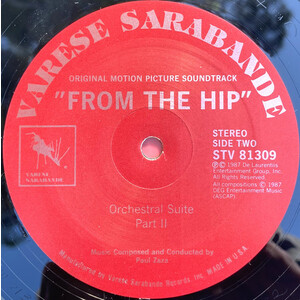 VARESE SARABANDE
ORIGINAL MOTION PICTURE SOUNDTRACK
"FROM THE HIP"
STEREO
SIDE TWO
STV 81309
Ⓟ© 1987 De Laurentiis
Entertainment Group, Inc.
All Rights Reserved.
All compositions © 1987
DEG Entertainment Music
(ASCAP)
VARESE
SARABANDE
Orchestral Suite
Part II
Music Composed and Conducted by
Paul Zaza
Manufactured by Varese Sarabande Records, Inc. MADE IN U.S.A.